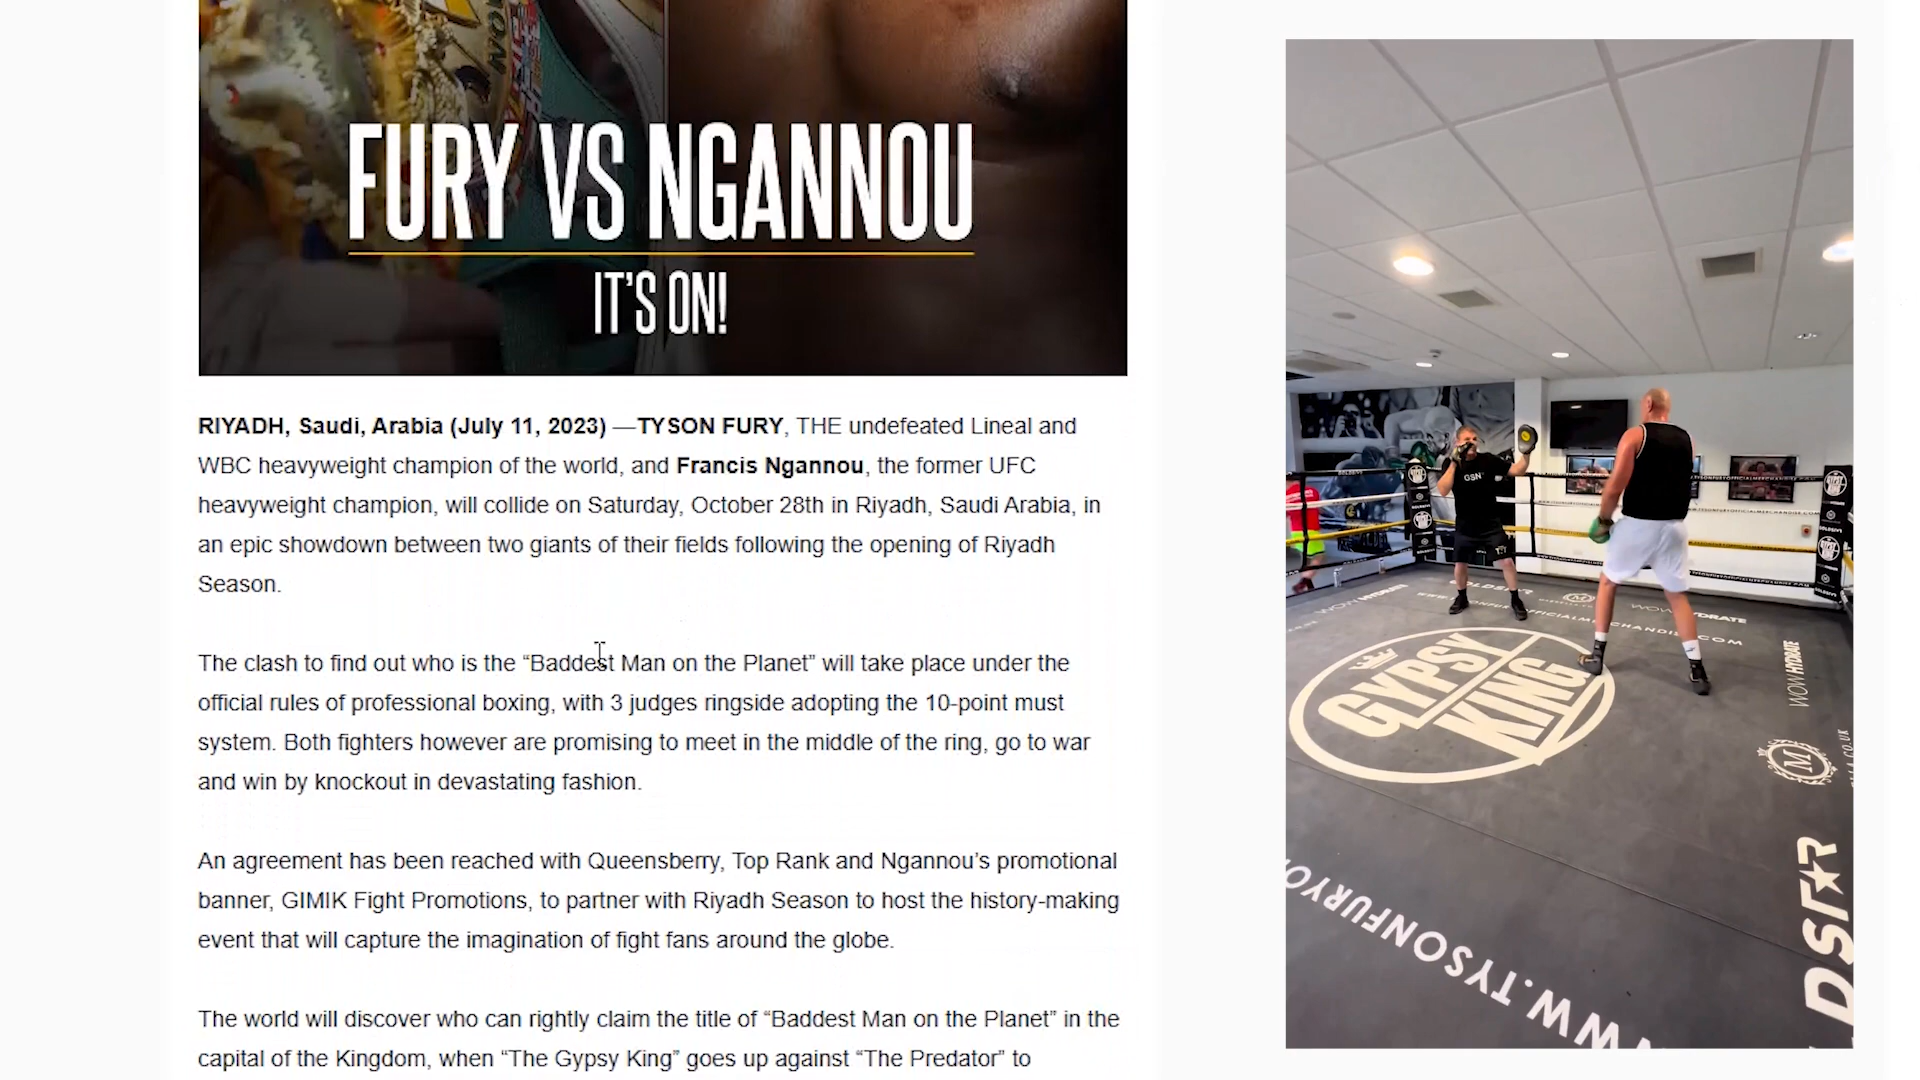 FURY VS NGANNOU
IT'S ON!
RIYADH, Saudi, Arabia (July 11, 2023) —TYSON FURY, THE undefeated Lineal and
WBC heavyweight champion of the world, and Francis Ngannou, the former UFC
heavyweight champion, will collide on Saturday, October 28th in Riyadh, Saudi Arabia, in
an epic showdown between two giants of their fields following the opening of Riyadh
Season.
The clash to find out who is the “Baddest Man on the Planet” will take place under the
official rules of professional boxing, with 3 judges ringside adopting the 10-point must
system. Both fighters however are promising to meet in the middle of the ring, go to war
and win by knockout in devastating fashion.
An agreement has been reached with Queensberry, Top Rank and Ngannou’s promotional
banner, GIMIK Fight Promotions, to partner with Riyadh Season to host the history-making
event that will capture the imagination of fight fans around the globe.
The world will discover who can rightly claim the title of “Baddest Man on the Planet” in the
capital of the Kingdom, when “The Gypsy King” goes up against “The Predator” to
GSN
WOW HYDRATE
WOW HYDRATE
GYPSY
KING
WOW HYDRATE
M
WWW.TYSONFURYO